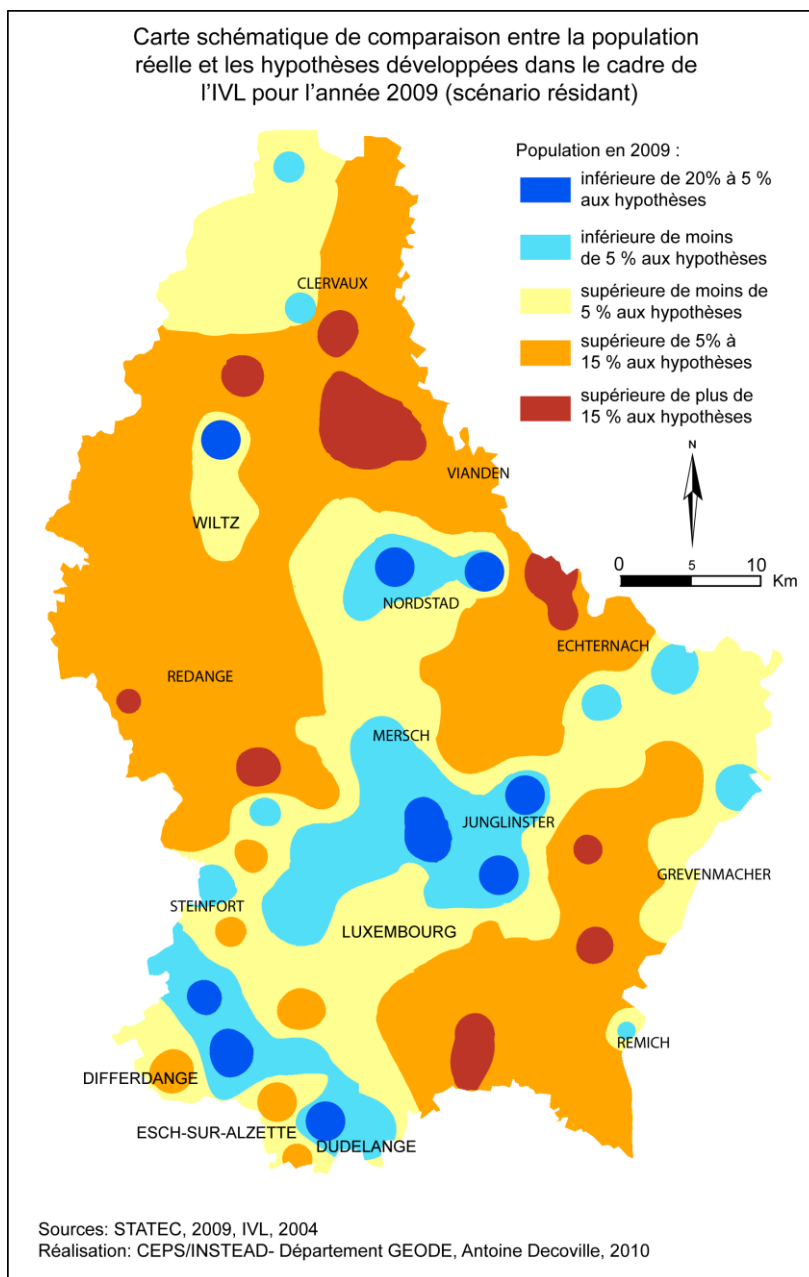 Carte schématique de comparaison entre la population
réelle et les hypothèses développées dans le cadre de
l'IVL pour l'année 2009 (scénario résidant)
Population en 2009 :
inférieure de 20% à 5 %
aux hypothèses
inférieure de moins
de 5 % aux hypothèses
supérieure de moins de
5 % aux hypothèses
supérieure de 5% à
15 % aux hypothèses
supérieure de plus de
15 % aux hypothèses
N
0 5 10
Km
CLERVAUX
VIANDEN
WILTZ
NORDSTAD
ECHTERNACH
REDANGE
MERSCH
JUNGLINSTER
GREVENMACHER
STEINFORT
LUXEMBOURG
REMICH
DIFFERDANGE
ESCH-SUR-ALZETTE
DUDELANGE
Sources: STATEC, 2009, IVL, 2004
Réalisation: CEPS/INSTEAD- Département GEODE, Antoine Decoville, 2010